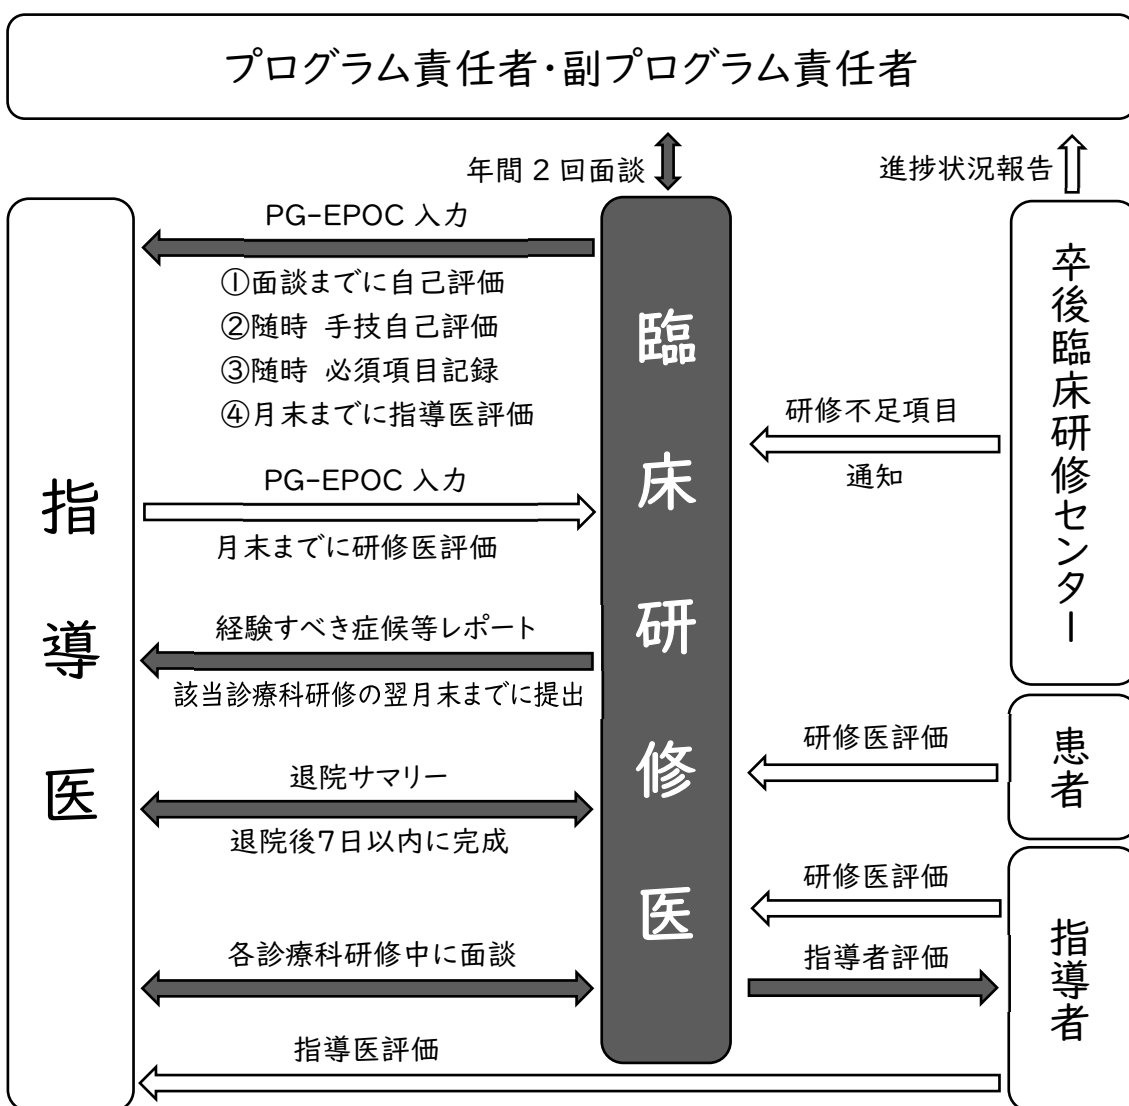 プログラム責任者・副プログラム責任者
年間2回面談
進捗状況報告
指導医
PG-EPOC 入力
①面談までに自己評価
②随時 手技自己評価
③随時 必須項目記録
④月末までに指導医評価
PG-EPOC 入力
月末までに研修医評価
経験すべき症候等レポート
該当診療科研修の翌月末までに提出
退院サマリー
退院後7日以内に完成
各診療科研修中に面談
指導医評価
臨床研修医
研修不足項目
通知
研修医評価
研修医評価
指導者評価
卒後臨床研修センター
患者
指導者